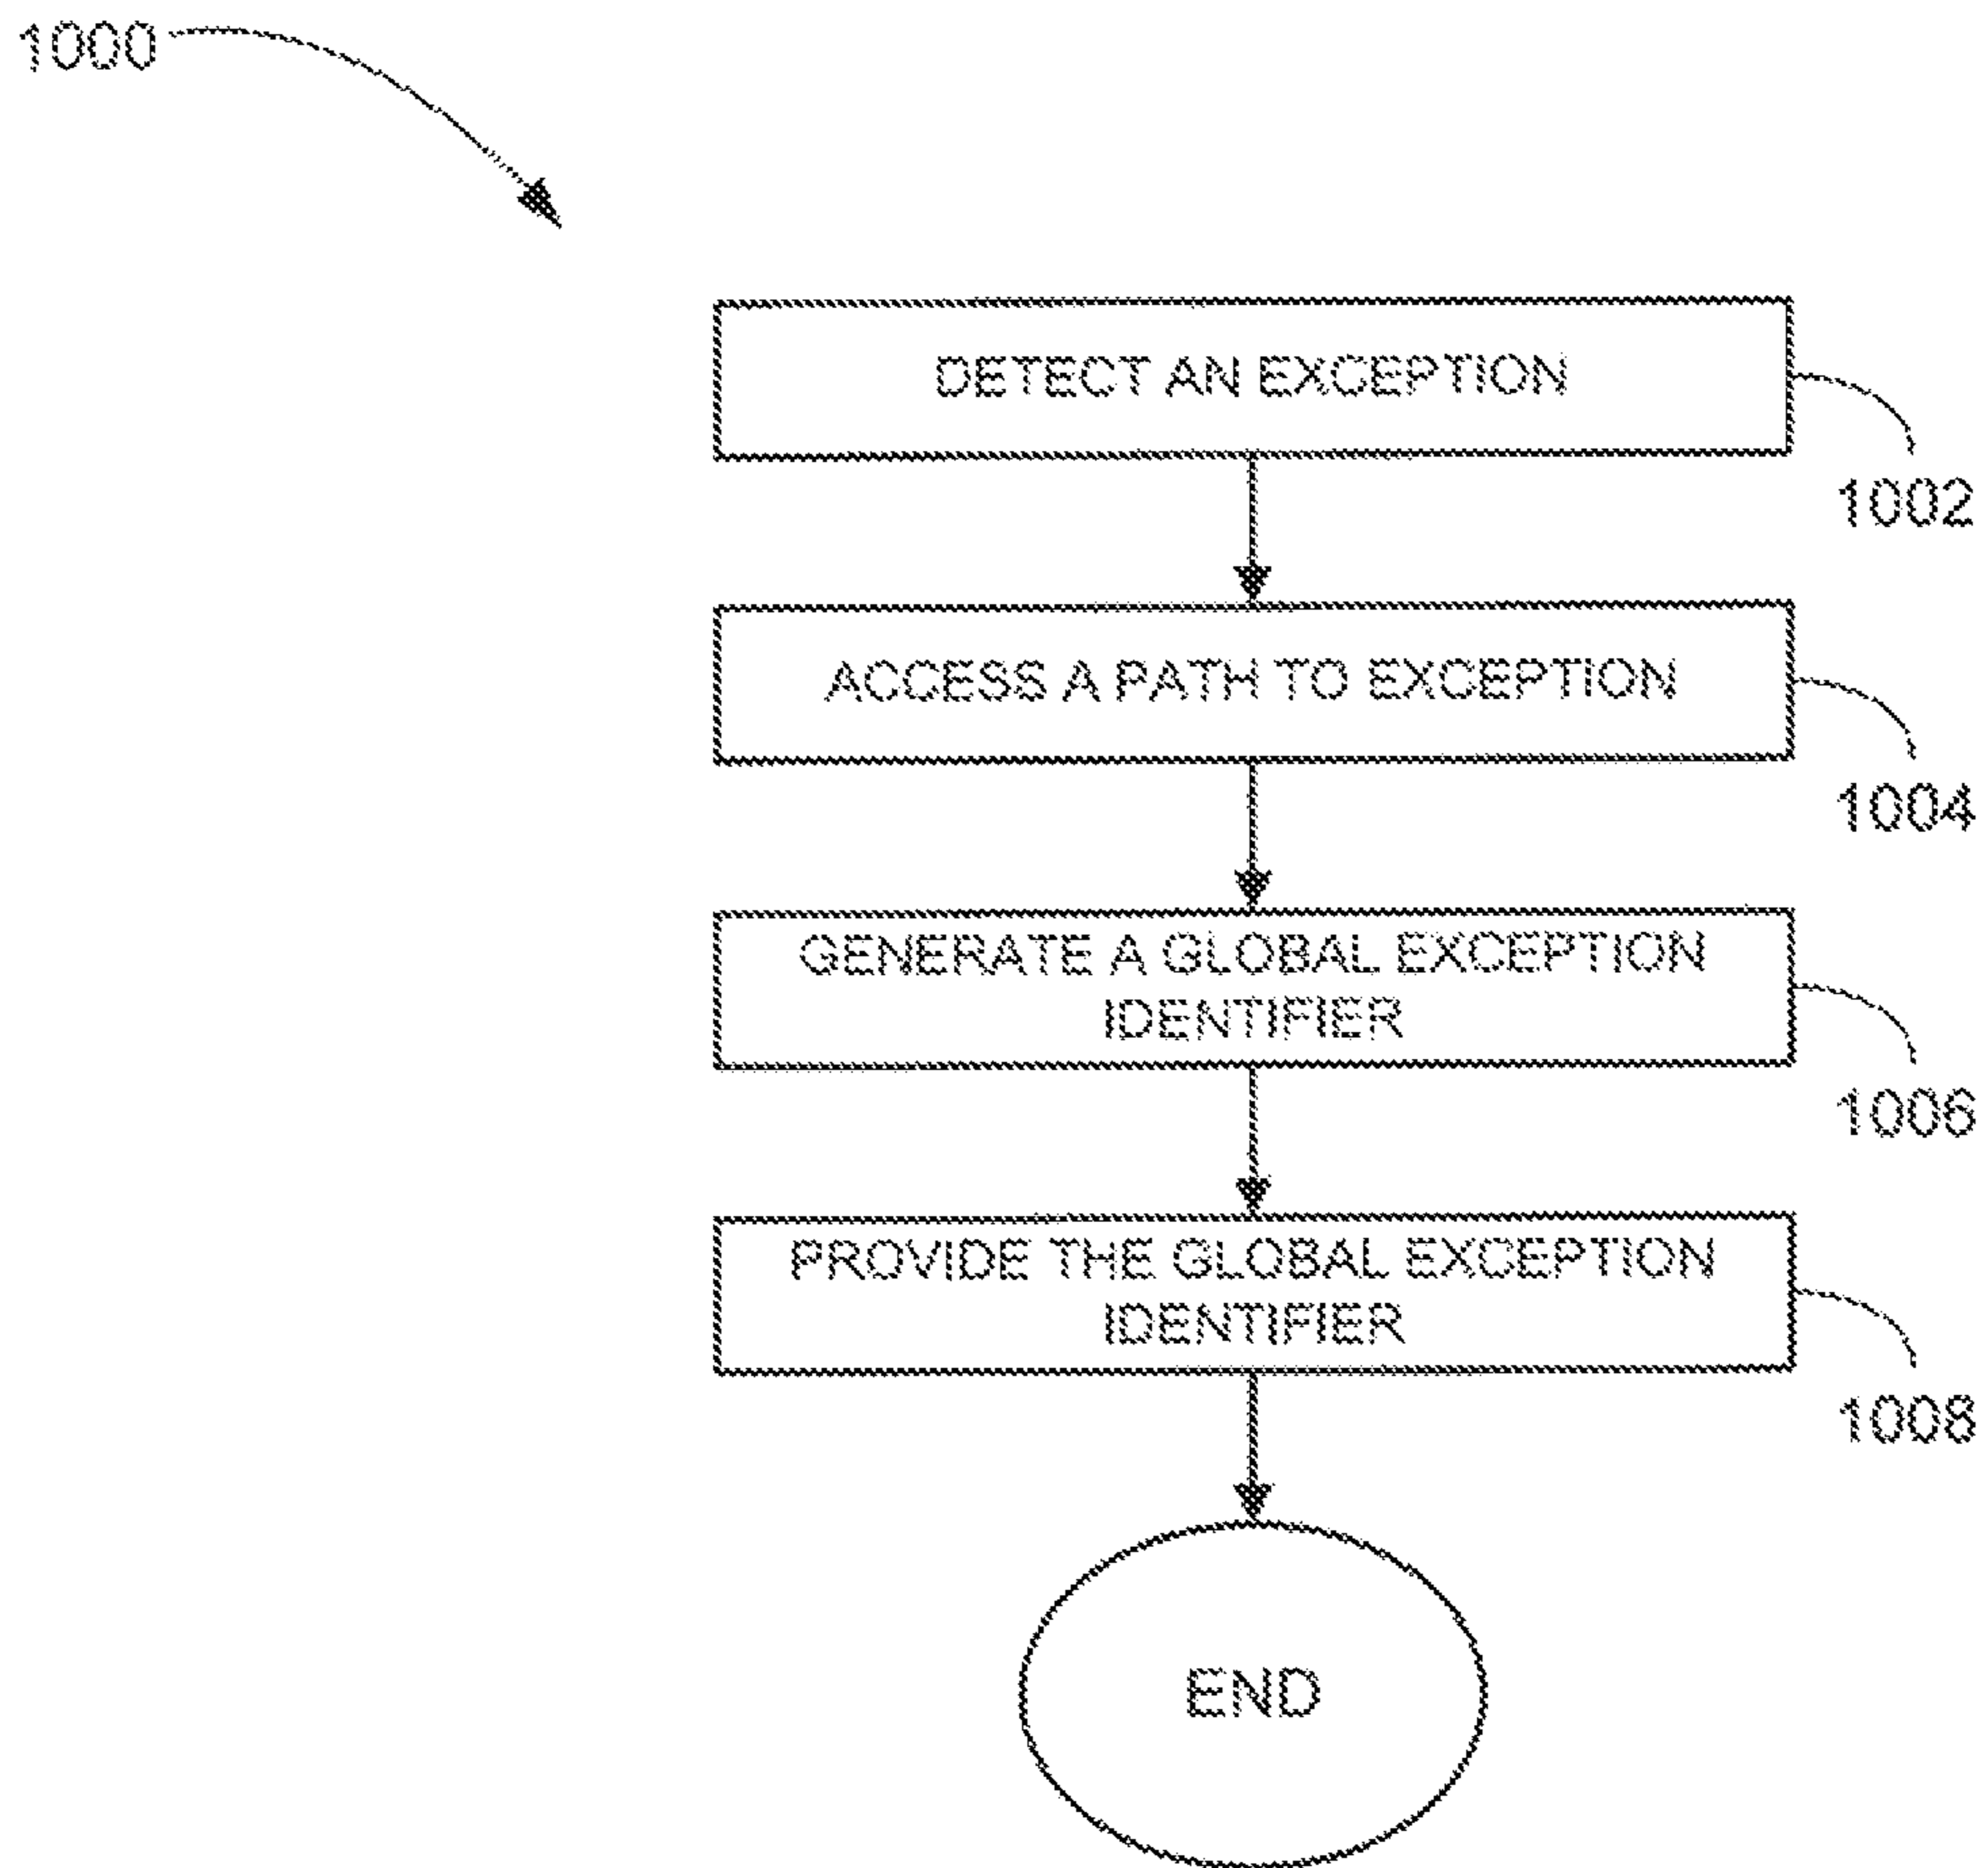 1000
DETECT AN EXCEPTION
1002
ACCESS A PATH TO EXCEPTION
1004
GENERATE A GLOBAL EXCEPTION
IDENTIFIER
1006
PROVIDE THE GLOBAL EXCEPTION
IDENTIFIER
1008
END